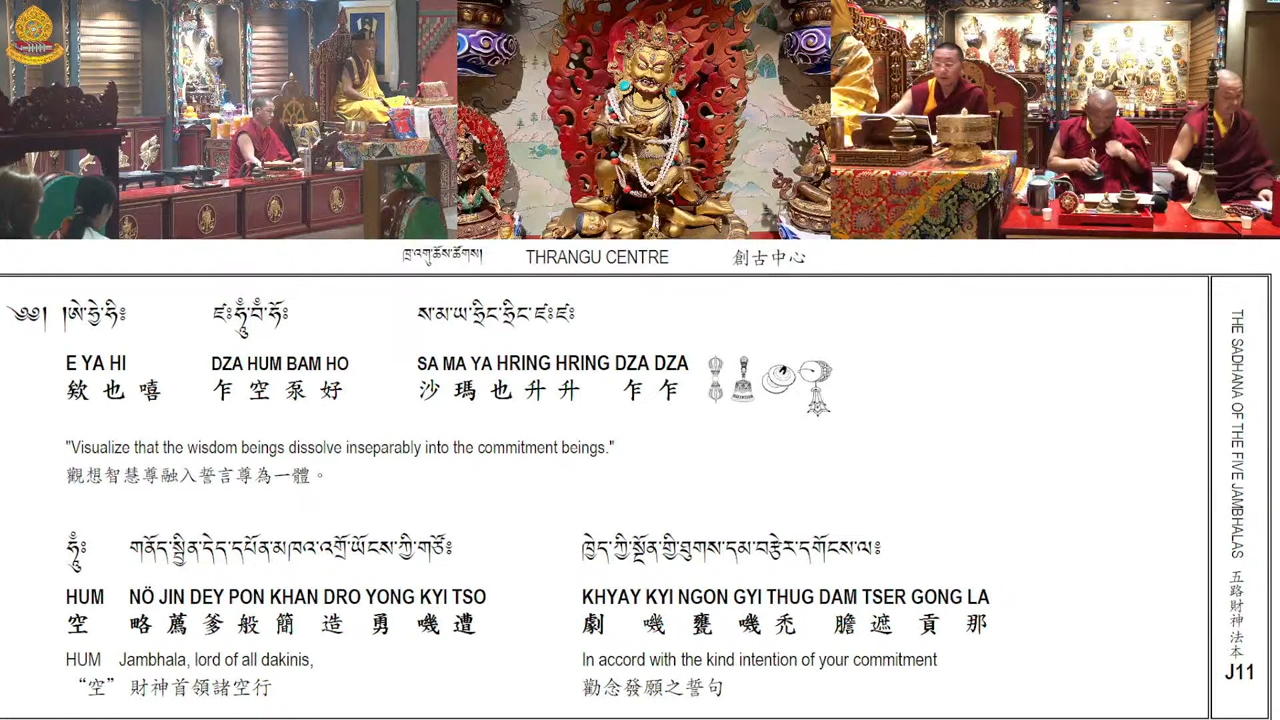 ཁྲ་འགུ་ཆོས་ཚོགས། THRANGU CENTRE 創古中心
༄༅། །ཨེ་ཧྱེ་ཧིཿ ཛཿཧཱུྃ་བྃ་ཧོཿ ས་མ་ཡ་ཧྲིང་ཧྲིང་ཛཿཛཿ
E YA HI DZA HUM BAM HO SA MA YA HRING HRING DZA DZA
欸也嘻 乍空泵好 沙瑪也升升 乍乍
"Visualize that the wisdom beings dissolve inseparably into the commitment beings."
觀想智慧尊融入誓言尊為一體。
ཧཱུྃཿ གནོད་སྦྱིན་དེད་དཔོན་མཁའ་འགྲོ་ཡོངས་ཀྱི་གཙོཿ ཁྱེད་ཀྱི་སྔོན་གྱི་ཐུགས་དམ་བརྩེར་དགོངས་ལཿ
HUM NÖ JIN DEY PON KHAN DRO YONG KYI TSO KHYAY KYI NGON GYI THUG DAM TSER GONG LA
空 略薦爹般簡造勇嘰遭 劇嘰甕嘰禿膽遮貢那
HUM Jambhala, lord of all dakinis, In accord with the kind intention of your commitment
“空” 財神首領諸空行 勸念發願之誓句
THE SADHANA OF THE FIVE JAMBHALAS 五路財神法本
J11